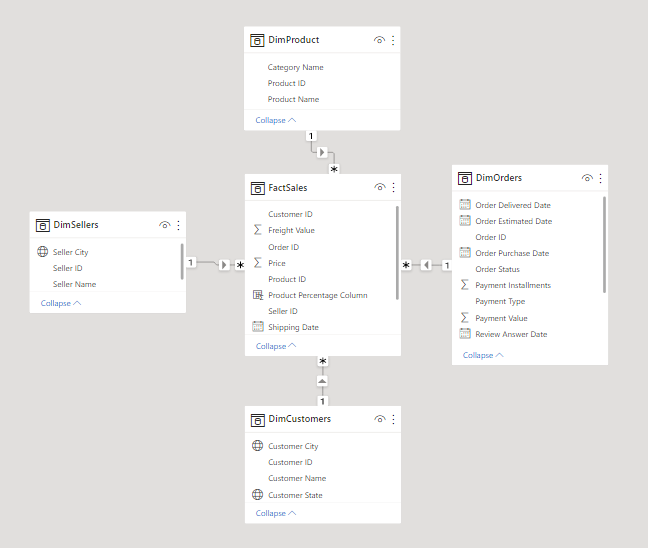 DimProduct
Category Name
Product ID
Product Name
Collapse
1
*
FactSales
Customer ID
Freight Value
Order ID
Price
Product ID
Product Percentage Column
Seller ID
Shipping Date
Collapse
DimSellers
Seller City
Seller ID
Seller Name
Collapse
1
*
DimOrders
Order Delivered Date
Order Estimated Date
Order ID
Order Purchase Date
Order Status
Payment Installments
Payment Type
Payment Value
Review Answer Date
Collapse
*
1
*
1
DimCustomers
Customer City
Customer ID
Customer Name
Customer State
Collapse